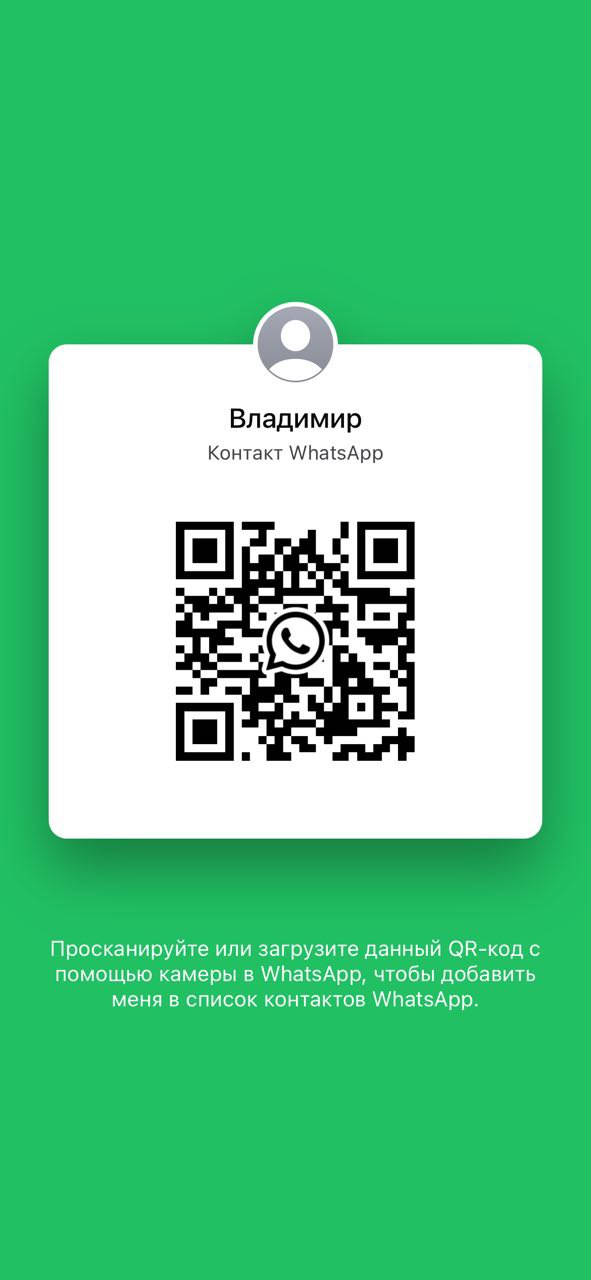 Владимир
Контакт WhatsApp
Просканируйте или загрузите данный QR-код с
помощью камеры в WhatsApp, чтобы добавить
меня в список контактов WhatsApp.